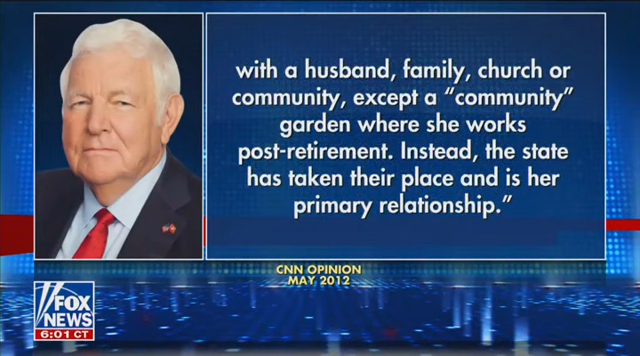 with a husband, family, church or
community, except a “community”
garden where she works
post-retirement. Instead, the state
has taken their place and is her
primary relationship.”
CNN OPINION
MAY 2012
FOX
NEWS
6:01 CT